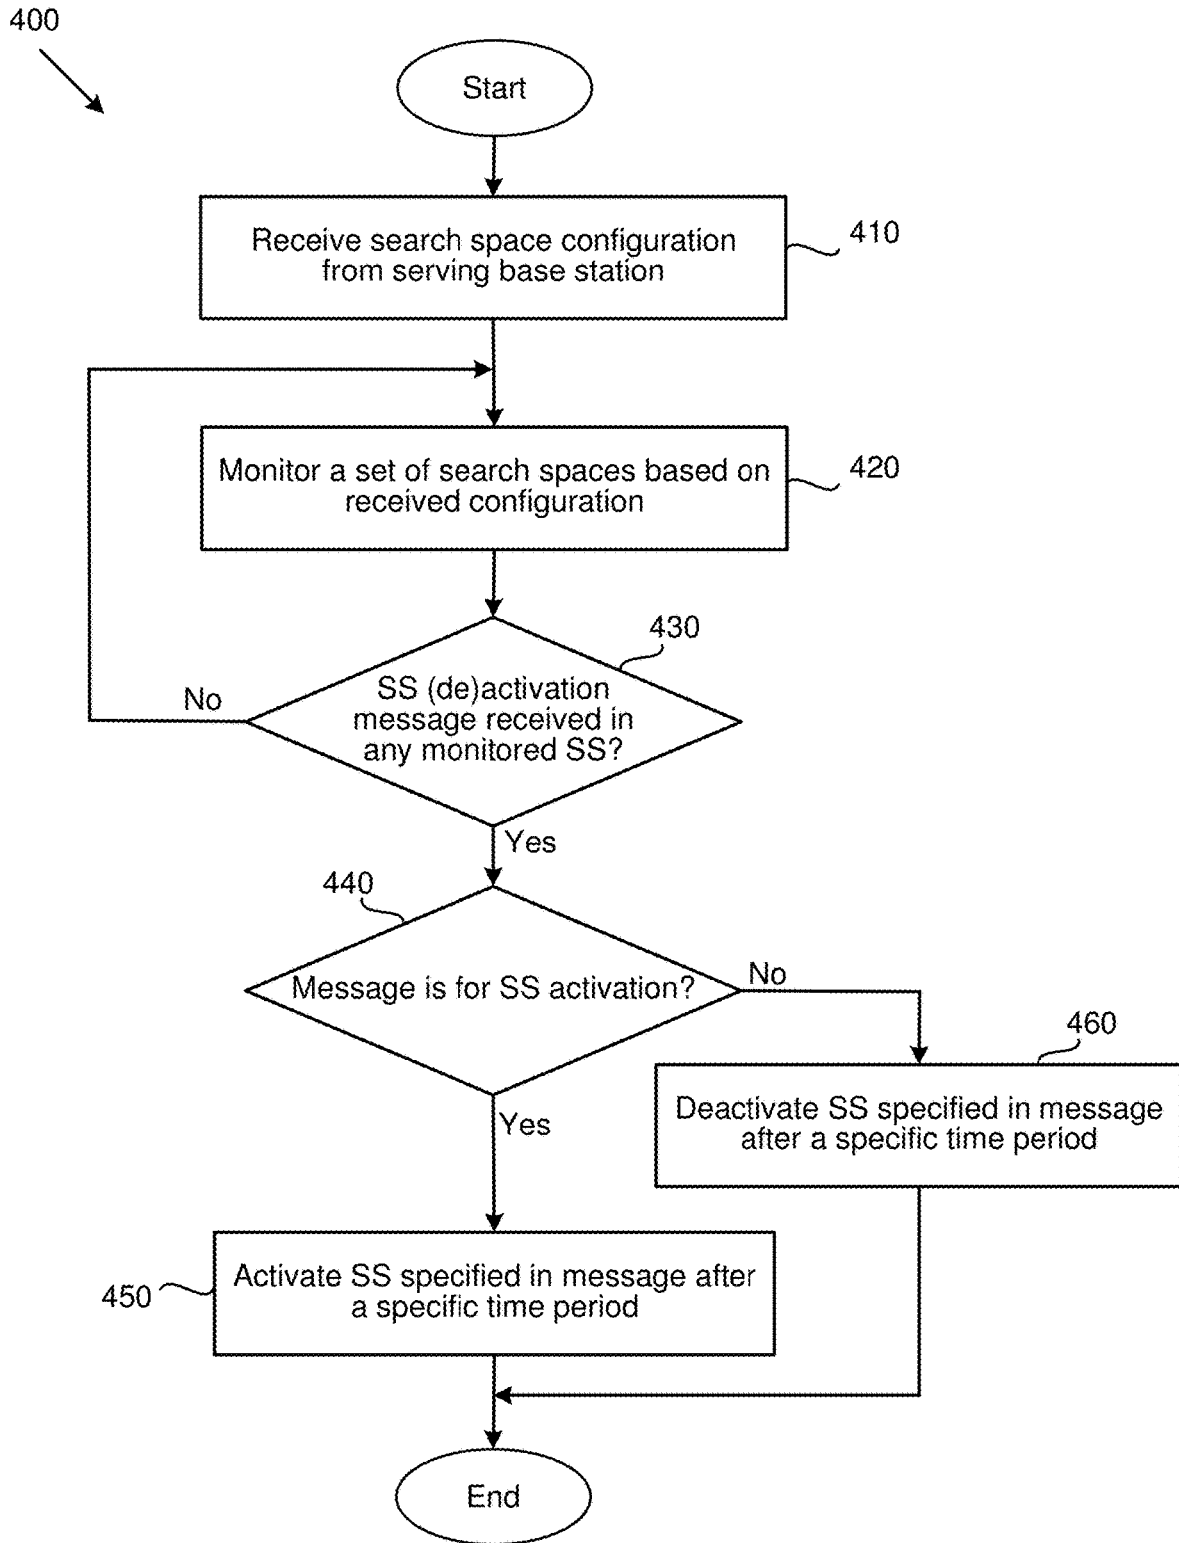 400
Start
Receive search space configuration
from serving base station
410
Monitor a set of search spaces based on
received configuration
420
430
SS (de)activation
message received in
any monitored SS?
No
Yes
440
Message is for SS activation?
No
460
Deactivate SS specified in message
after a specific time period
Yes
450
Activate SS specified in message after
a specific time period
End